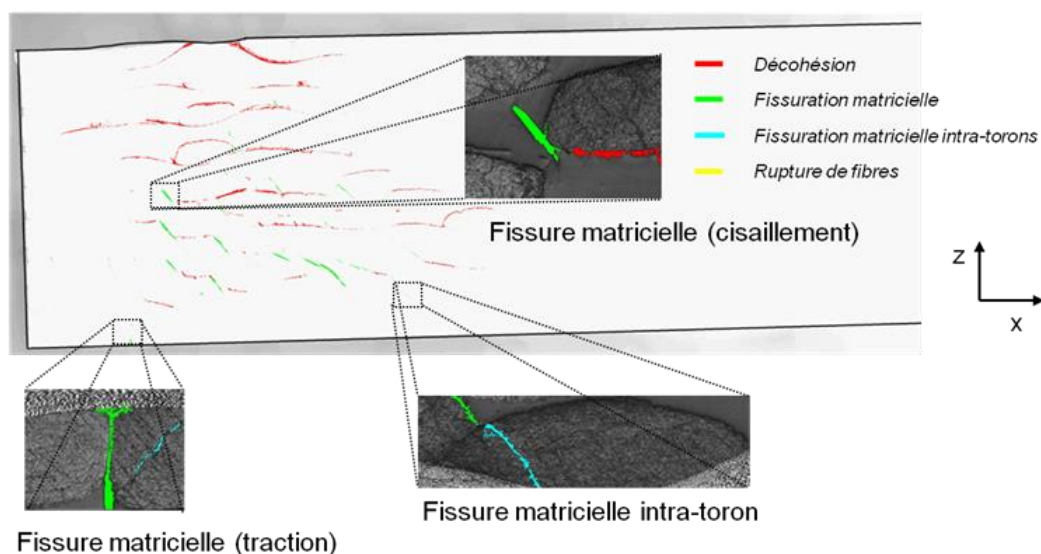 Décohésion
Fissuration matricielle
Fissuration matricielle intra-torons
Rupture de fibres
Fissure matricielle (cisaillement)
z
x
Fissure matricielle intra-toron
Fissure matricielle (traction)